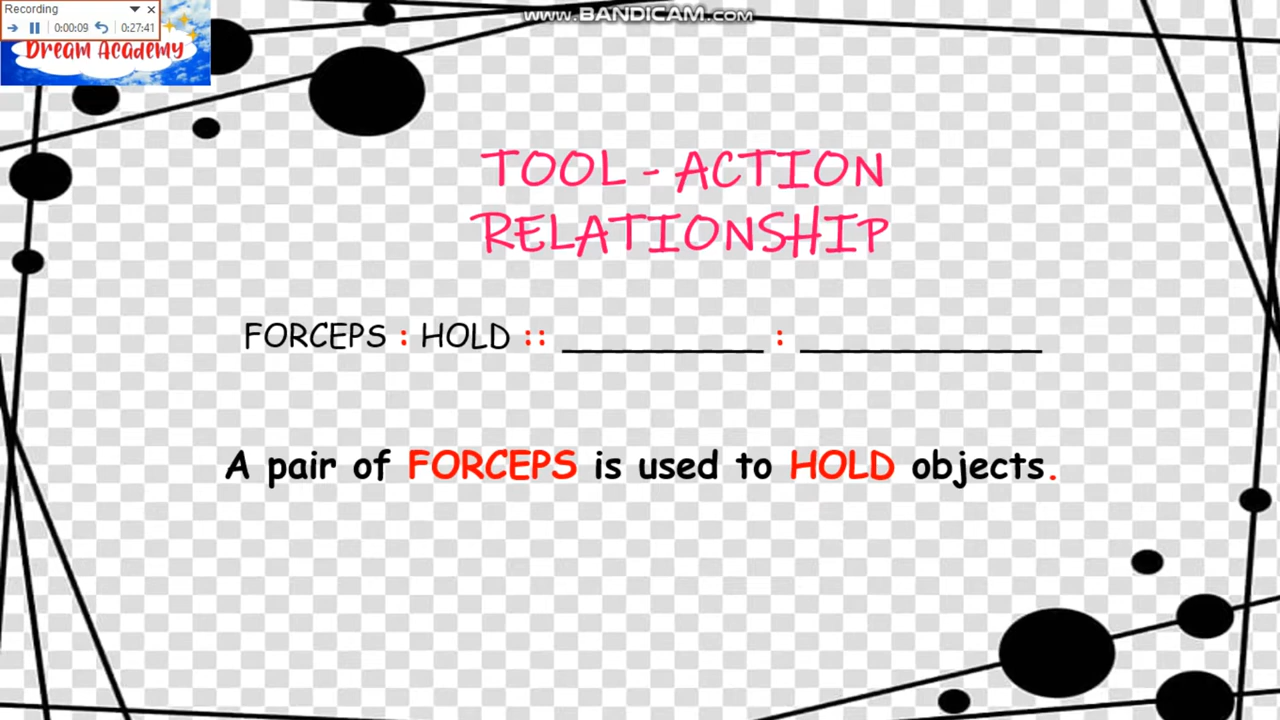 Recording
0:00:09
0:27:41
www.BANDICAM.com
Dream Academy
TOOL - ACTION
RELATIONSHIP
FORCEPS : HOLD :: __________ : ____________
A pair of FORCEPS is used to HOLD objects.